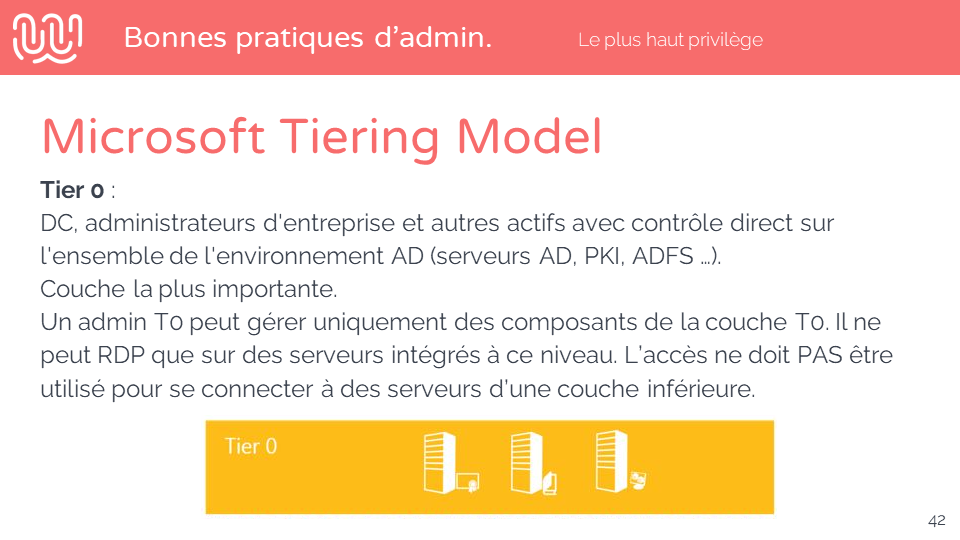 Bonnes pratiques d’admin.
Le plus haut privilège
Microsoft Tiering Model
Tier 0 :
DC, administrateurs d'entreprise et autres actifs avec contrôle direct sur
l'ensemble de l'environnement AD (serveurs AD, PKI, ADFS …).
Couche la plus importante.
Un admin T0 peut gérer uniquement des composants de la couche T0. Il ne
peut RDP que sur des serveurs intégrés à ce niveau. L’accès ne doit PAS être
utilisé pour se connecter à des serveurs d’une couche inférieure.
Tier 0
42